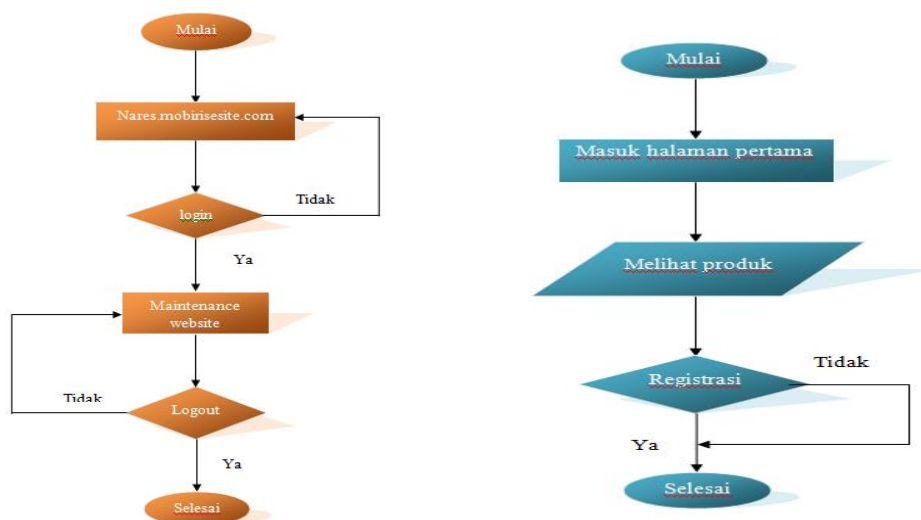 Mulai
Nares.mobirisesite.com
login
Tidak
Ya
Maintenance
website
Tidak
Logout
Ya
Selesai
Mulai
Masuk halaman pertama
Melihat produk
Registrasi
Tidak
Ya
Selesai